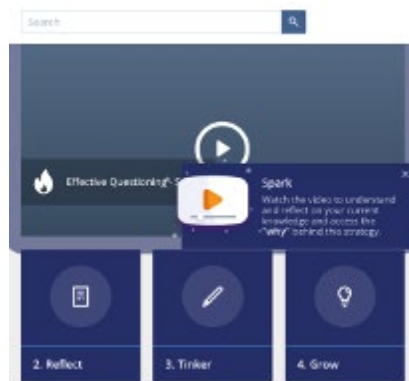 Search
Effective Questioning - S
Spark
Watch the video to understand
and reflect on your current
knowledge and access the
"why" behind this strategy.
2. Reflect
3. Tinker
4. Grow